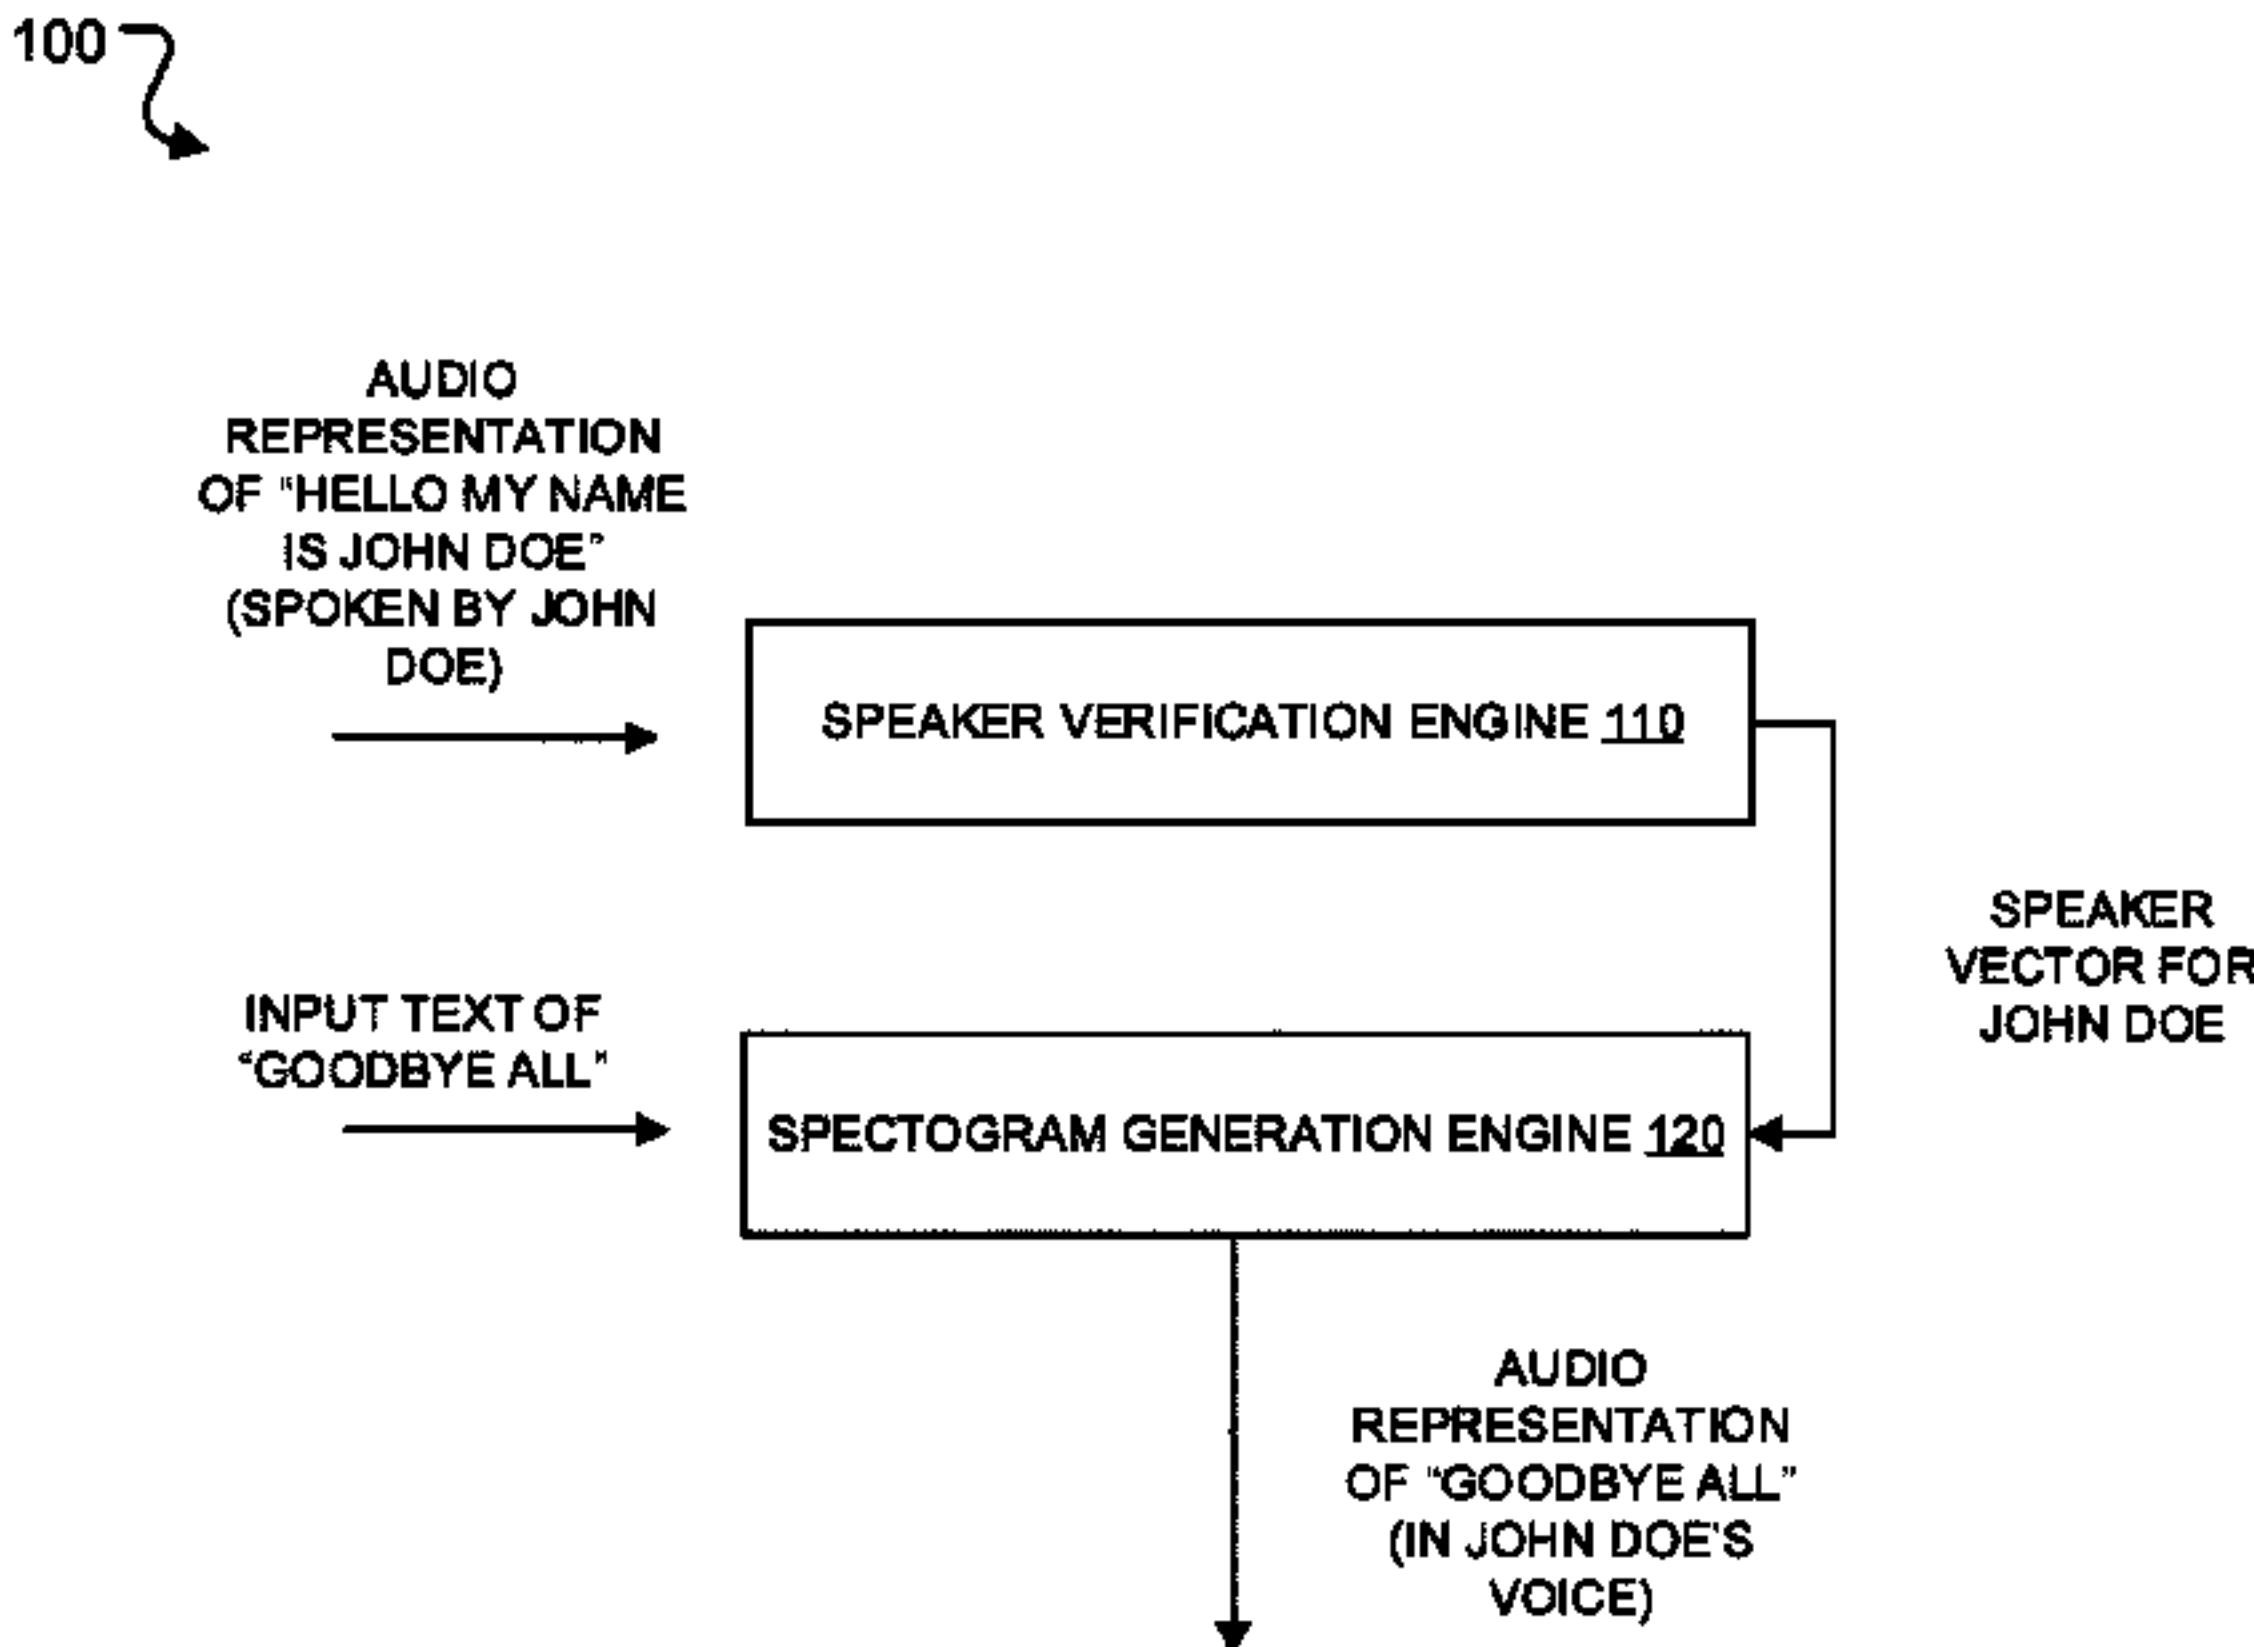 100
AUDIO
REPRESENTATION
OF "HELLO MY NAME
IS JOHN DOE"
(SPOKEN BY JOHN
DOE)
SPEAKER VERIFICATION ENGINE 110
SPEAKER
VECTOR FOR
JOHN DOE
INPUT TEXT OF
"GOODBYE ALL"
SPECTOGRAM GENERATION ENGINE 120
AUDIO
REPRESENTATION
OF "GOODBYE ALL"
(IN JOHN DOE'S
VOICE)